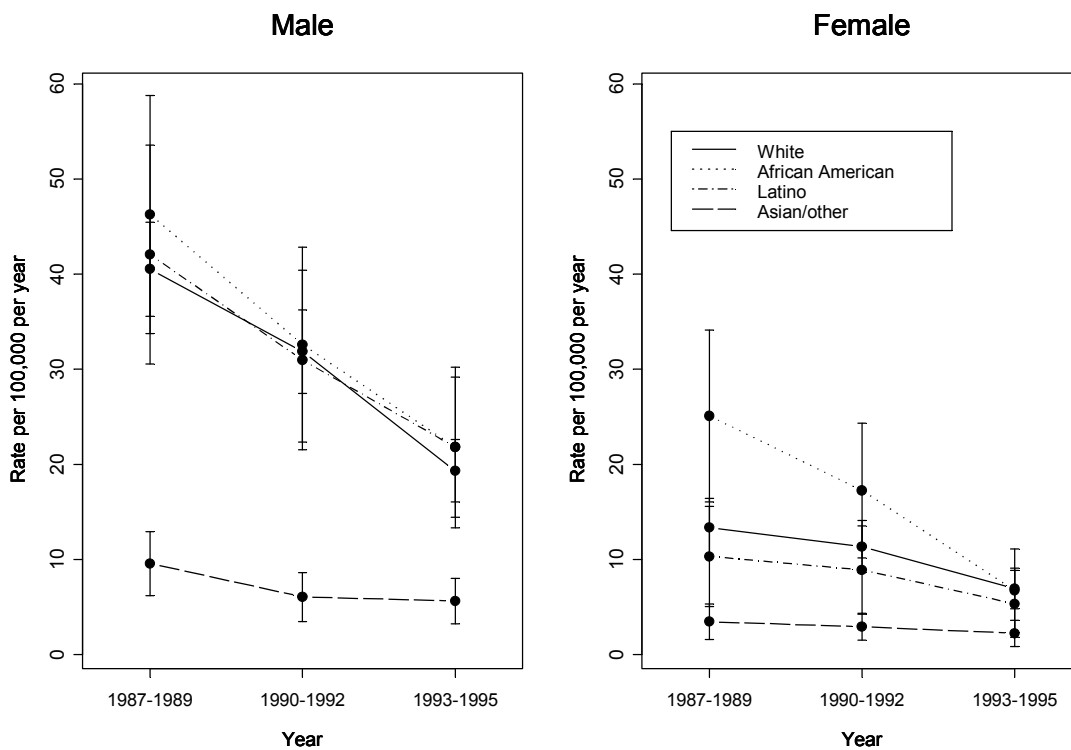 Male
Rate per 100,000 per year
60
50
40
30
20
10
0
1987-1989 1990-1992 1993-1995
Year
Female
Rate per 100,000 per year
60
50
40
30
20
10
0
White
African American
Latino
Asian/other
1987-1989 1990-1992 1993-1995
Year